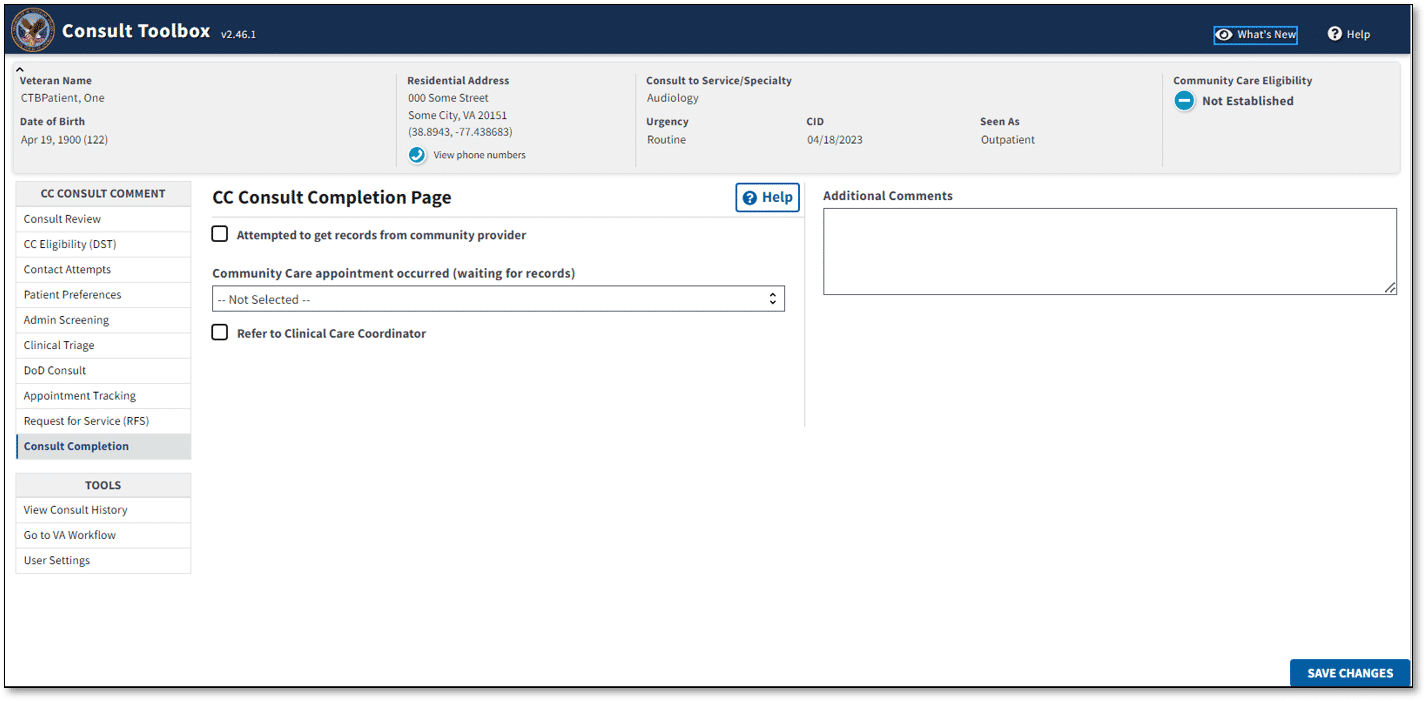 Consult Toolbox v2.46.1
What's New
Help
Veteran Name
CTBPatient, One
Date of Birth
Apr 19, 1900 (122)
Residential Address
000 Some Street
Some City, VA 20151
(38.8943, -77.438683)
View phone numbers
Consult to Service/Specialty
Audiology
Urgency
Routine
CID
04/18/2023
Seen As
Outpatient
Community Care Eligibility
Not Established
CC CONSULT COMMENT
Consult Review
CC Eligibility (DST)
Contact Attempts
Patient Preferences
Admin Screening
Clinical Triage
DoD Consult
Appointment Tracking
Request for Service (RFS)
Consult Completion
TOOLS
View Consult History
Go to VA Workflow
User Settings
CC Consult Completion Page
Help
Attempted to get records from community provider
Community Care appointment occurred (waiting for records)
-- Not Selected --
Refer to Clinical Care Coordinator
Additional Comments
SAVE CHANGES